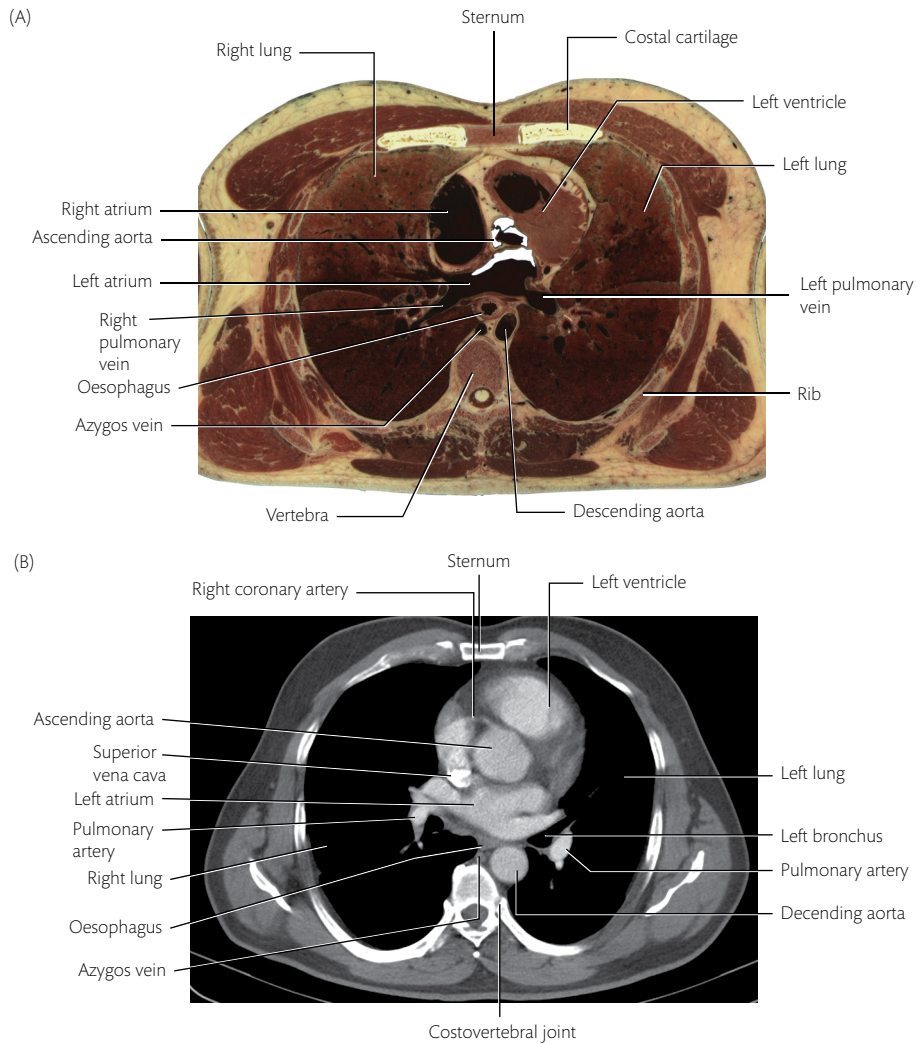 (A)
Sternum
Costal cartilage
Right lung
Left ventricle
Left lung
Right atrium
Ascending aorta
Left atrium
Left pulmonary
vein
Right
pulmonary
vein
Oesophagus
Rib
Azygos vein
Vertebra
Descending aorta
(B)
Sternum
Right coronary artery
Left ventricle
Ascending aorta
Superior
vena cava
Left lung
Left atrium
Pulmonary
artery
Left bronchus
Pulmonary artery
Right lung
Decending aorta
Oesophagus
Azygos vein
Costovertebral joint